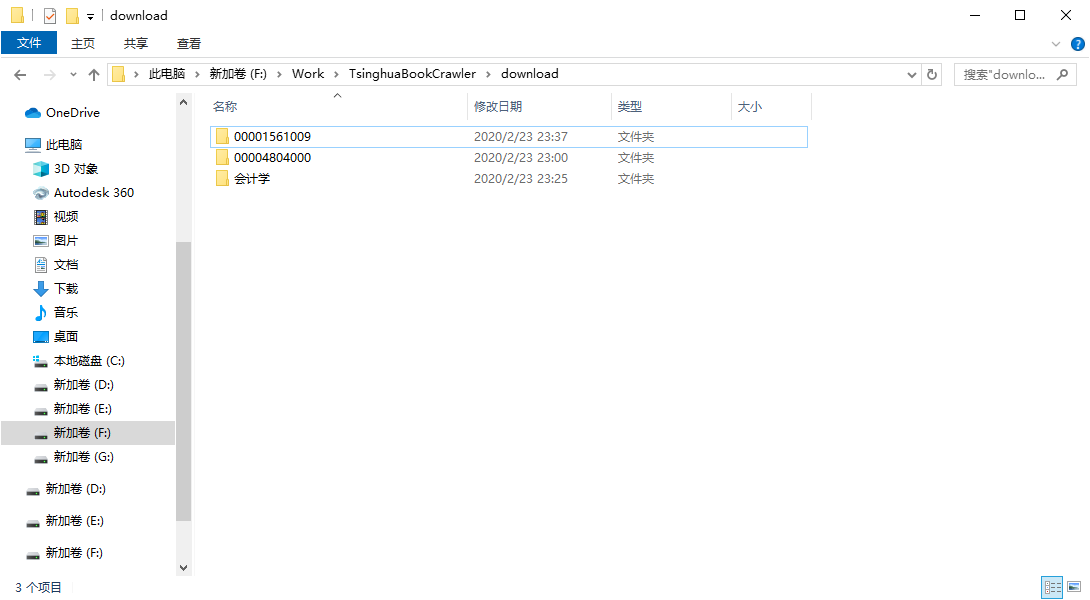 download
文件 主页 共享 查看
此电脑 新加卷 (F:) Work TsinghuaBookCrawler download
搜索"downlo...
名称 修改日期 类型 大小
00001561009 2020/2/23 23:37 文件夹
00004804000 2020/2/23 23:00 文件夹
会计学 2020/2/23 23:25 文件夹
OneDrive
此电脑
3D 对象
Autodesk 360
视频
图片
文档
下载
音乐
桌面
本地磁盘 (C:)
新加卷 (D:)
新加卷 (E:)
新加卷 (F:)
新加卷 (G:)
新加卷 (D:)
新加卷 (E:)
新加卷 (F:)
3 个项目